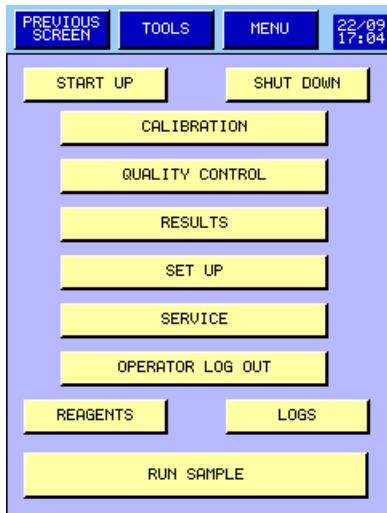 PREVIOUS
SCREEN
TOOLS
MENU
22/09
17:04
START UP
SHUT DOWN
CALIBRATION
QUALITY CONTROL
RESULTS
SET UP
SERVICE
OPERATOR LOG OUT
REAGENTS
LOGS
RUN SAMPLE